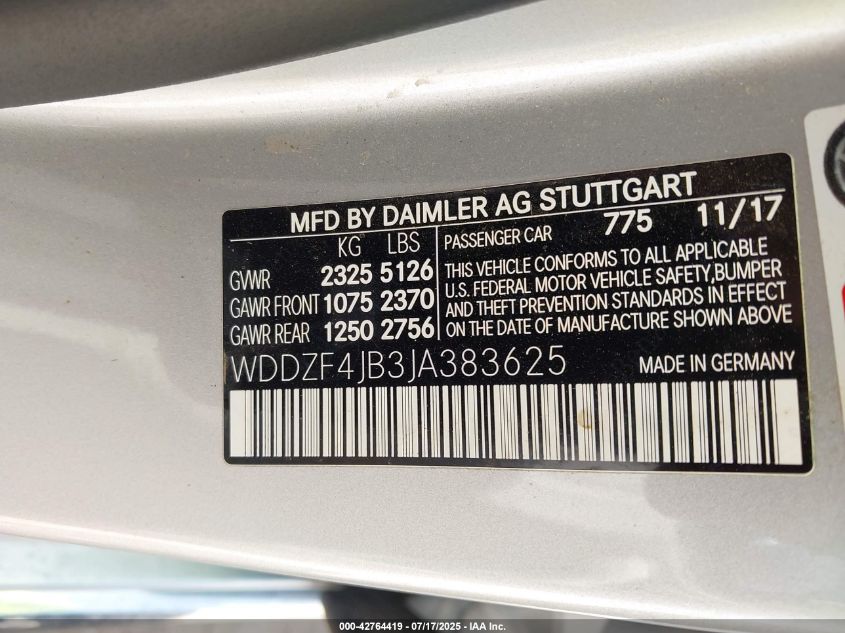 MFD BY DAIMLER AG STUTTGART
KG LBS
GVWR 2325 5126
GAWR FRONT 1075 2370
GAWR REAR 1250 2756
PASSENGER CAR 775 11/17
THIS VEHICLE CONFORMS TO ALL APPLICABLE
U.S. FEDERAL MOTOR VEHICLE SAFETY,BUMPER
AND THEFT PREVENTION STANDARDS IN EFFECT
ON THE DATE OF MANUFACTURE SHOWN ABOVE
WDDZF4JB3JA383625 MADE IN GERMANY
000-42764419 - 07/17/2025 - IAA Inc.